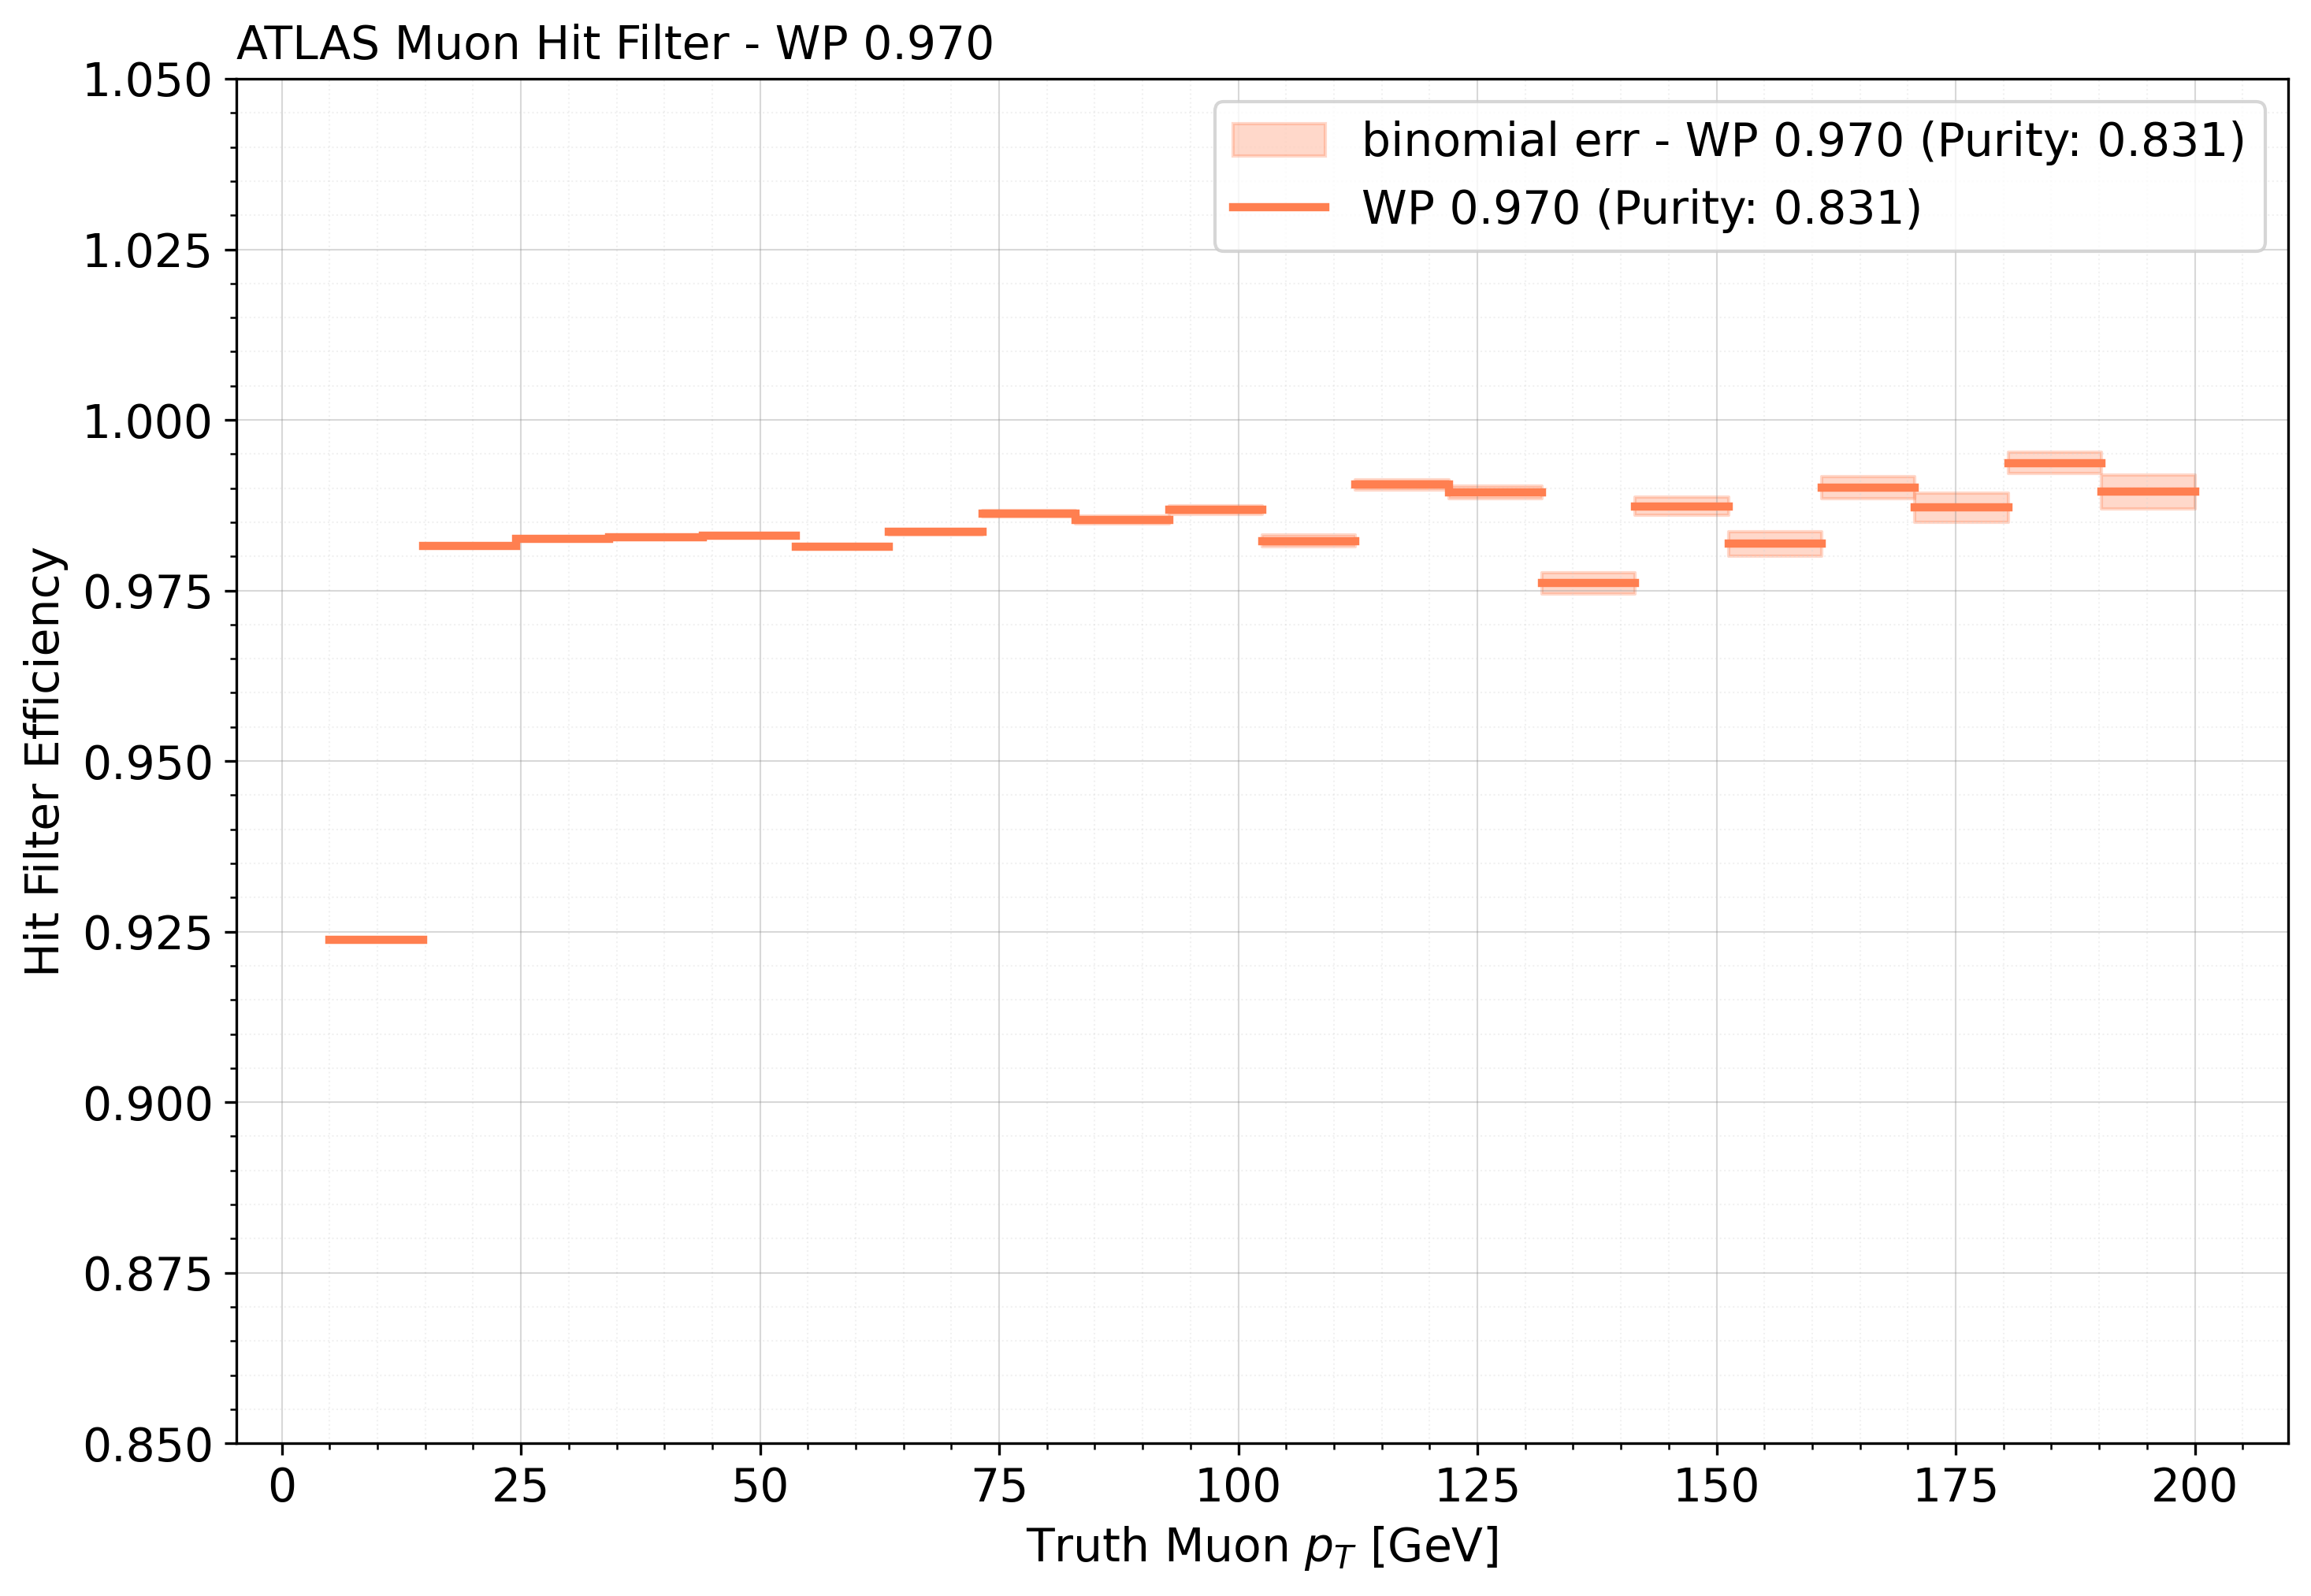 ATLAS Muon Hit Filter - WP 0.970
1.050
1.025
1.000
0.975
0.950
0.925
0.900
0.875
0.850
Hit Filter Efficiency
binomial err - WP 0.970 (Purity: 0.831)
WP 0.970 (Purity: 0.831)
0 25 50 75 100 125 150 175 200
Truth Muon $p_T$ [GeV]